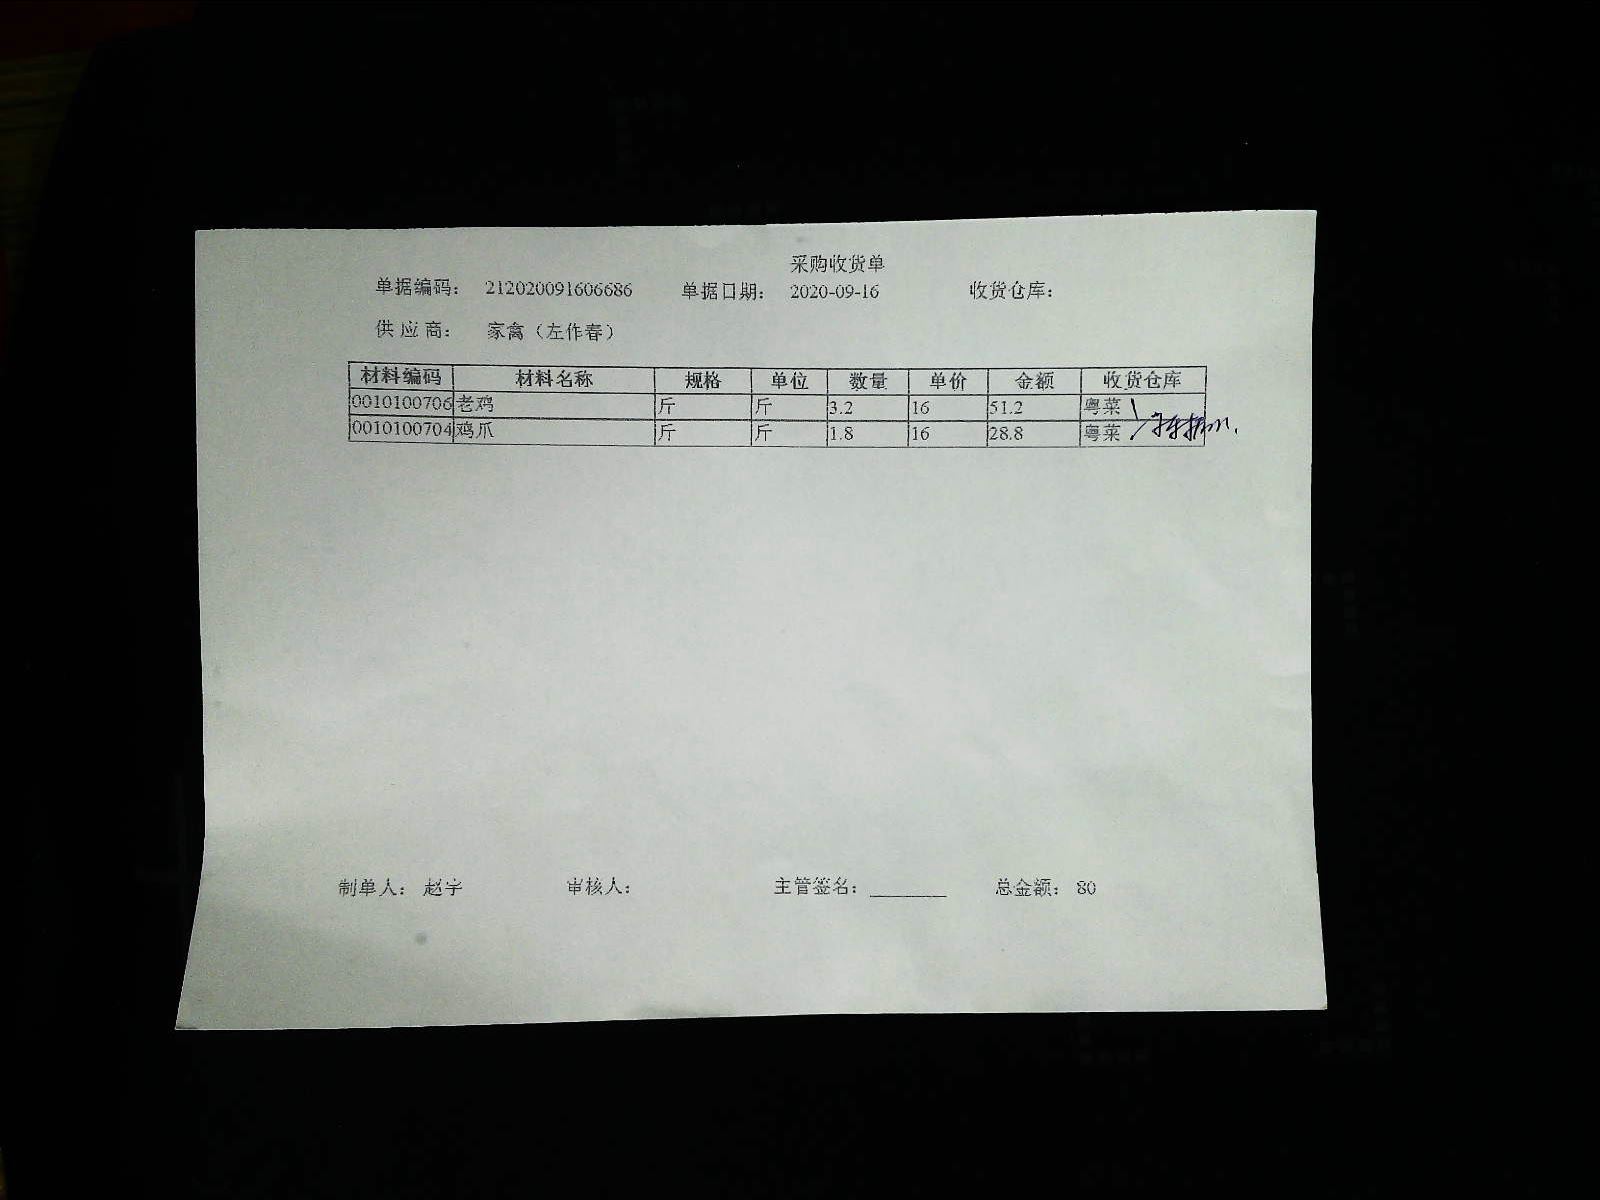 采购收货单
单据编码： 212020091606686 单据日期： 2020-09-16 收货仓库：
供应商： 家禽（左作春）
材料编码 材料名称 规格 单位 数量 单价 金额 收货仓库
0010100706 老鸡 斤 斤 3.2 16 51.2 粤菜
0010100704 鸡爪 斤 斤 1.8 16 28.8 粤菜
制单人： 赵宇 审核人： 主管签名： 总金额： 80